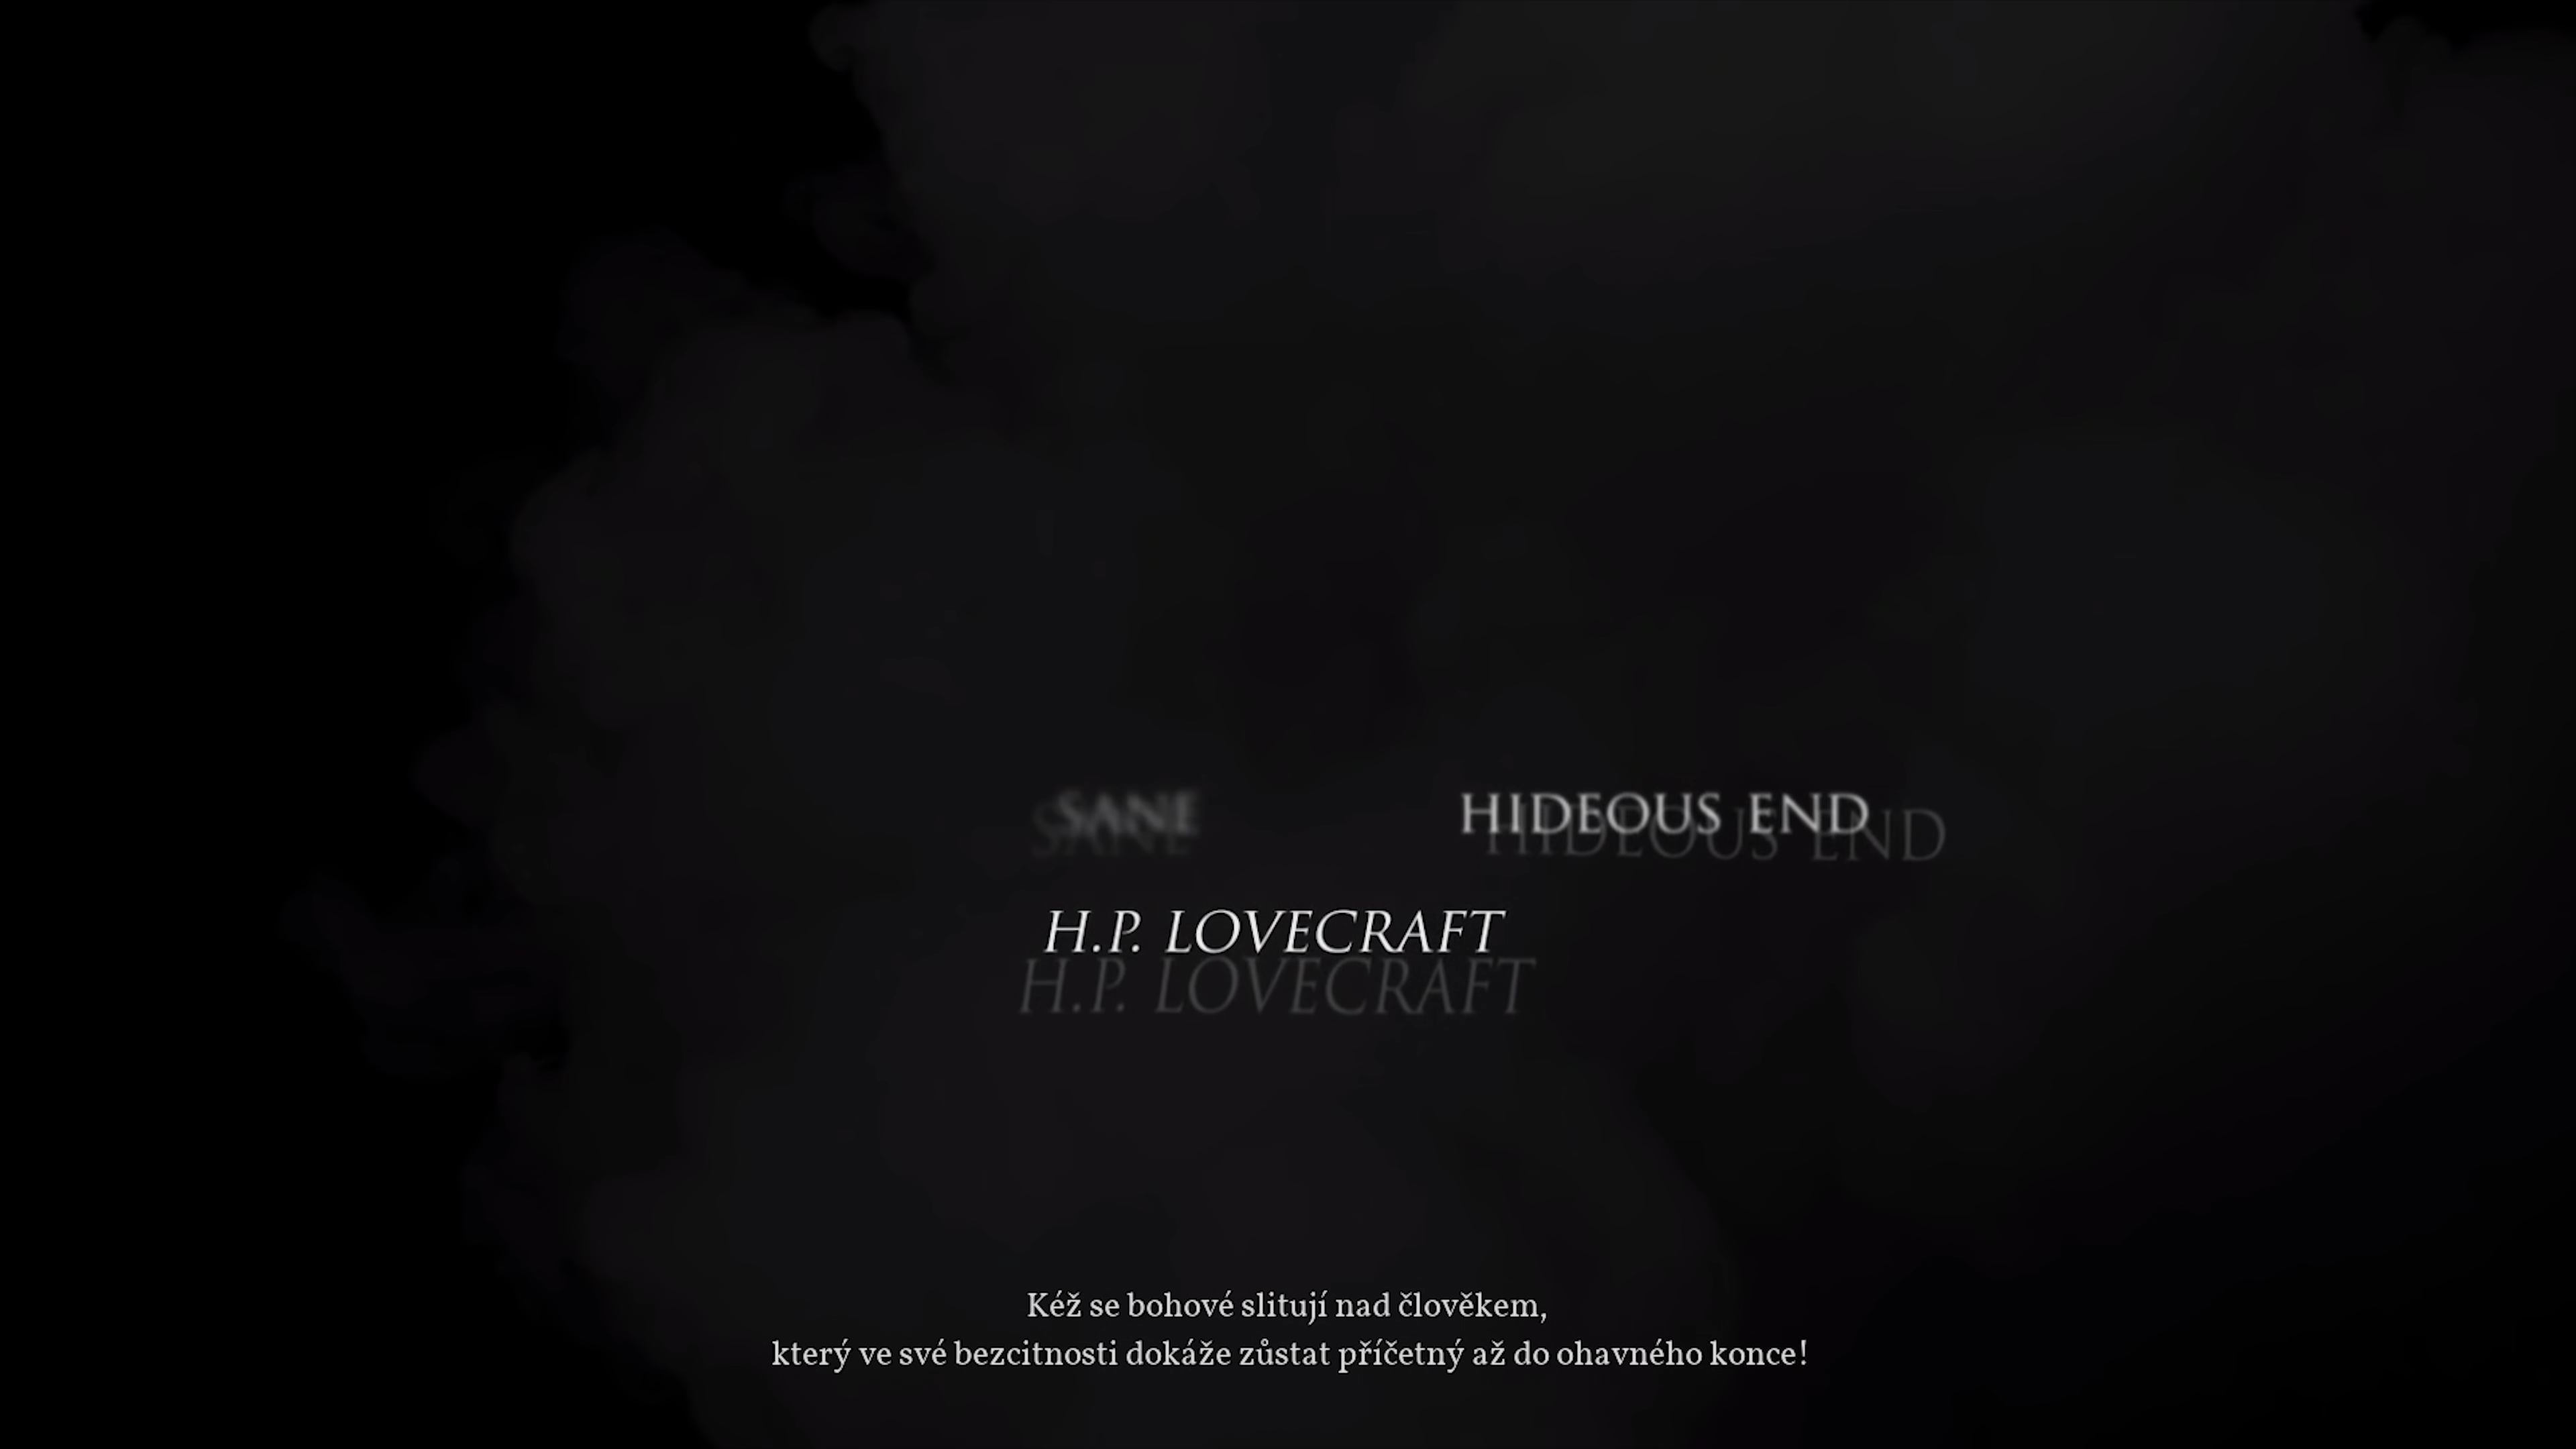 SANE HIDEOUS END
H.P. LOVECRAFT
Kéž se bohové slitují nad člověkem,
který ve své bezcitnosti dokáže zůstat příčetný až do ohavného konce!